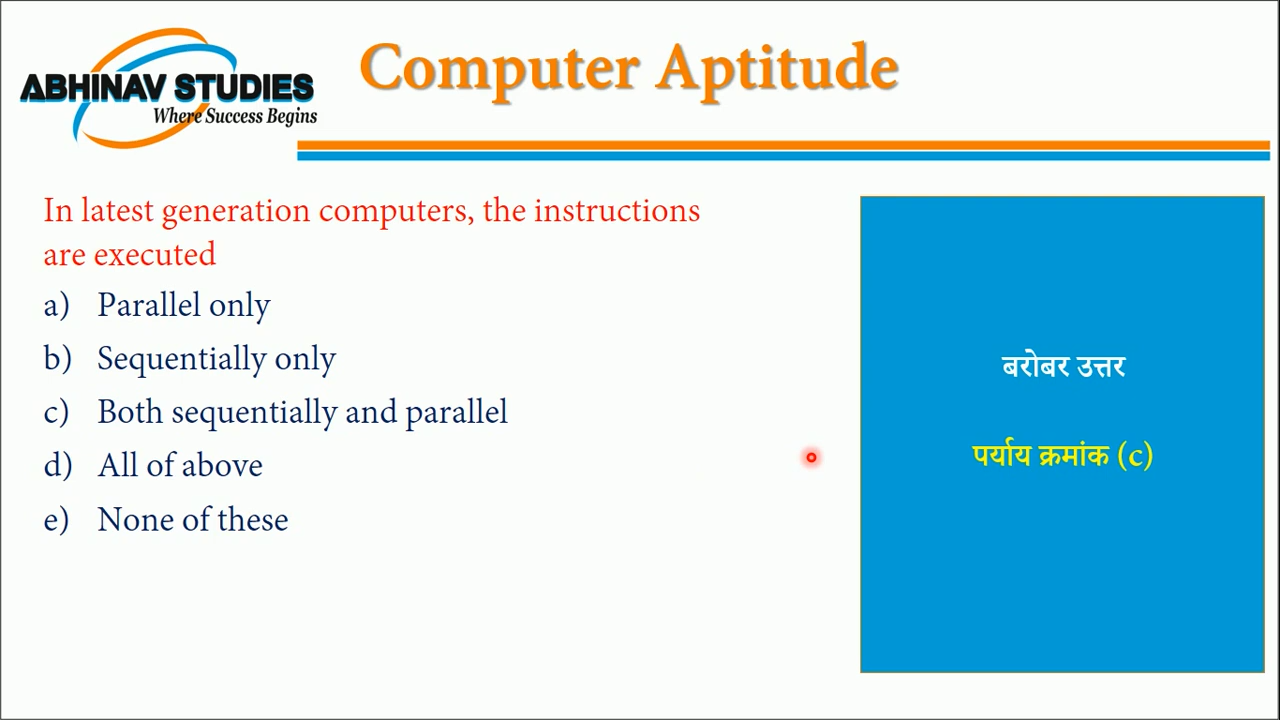 ABHINAV STUDIES
Where Success Begins
Computer Aptitude
In latest generation computers, the instructions
are executed
a) Parallel only
b) Sequentially only
c) Both sequentially and parallel
d) All of above
e) None of these
बरोबर उत्तर
पर्याय क्रमांक (c)